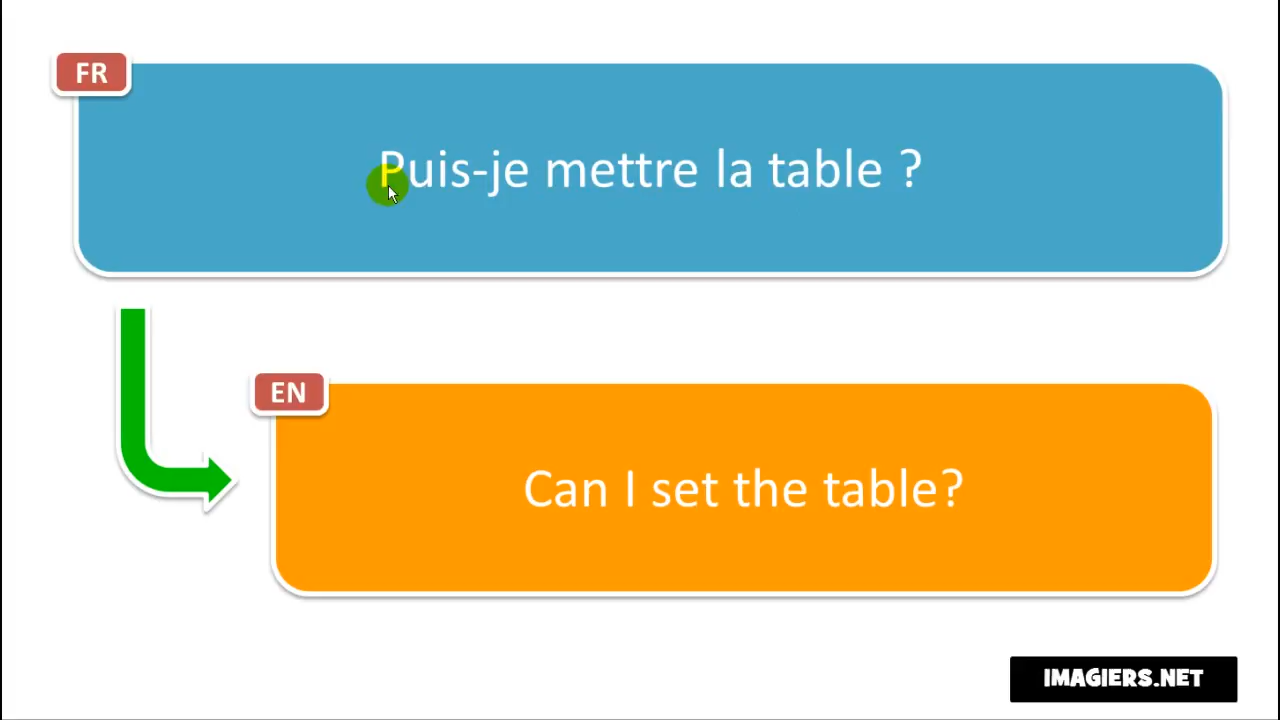 FR
Puis-je mettre la table ?
EN
Can I set the table?
IMAGIERS.NET